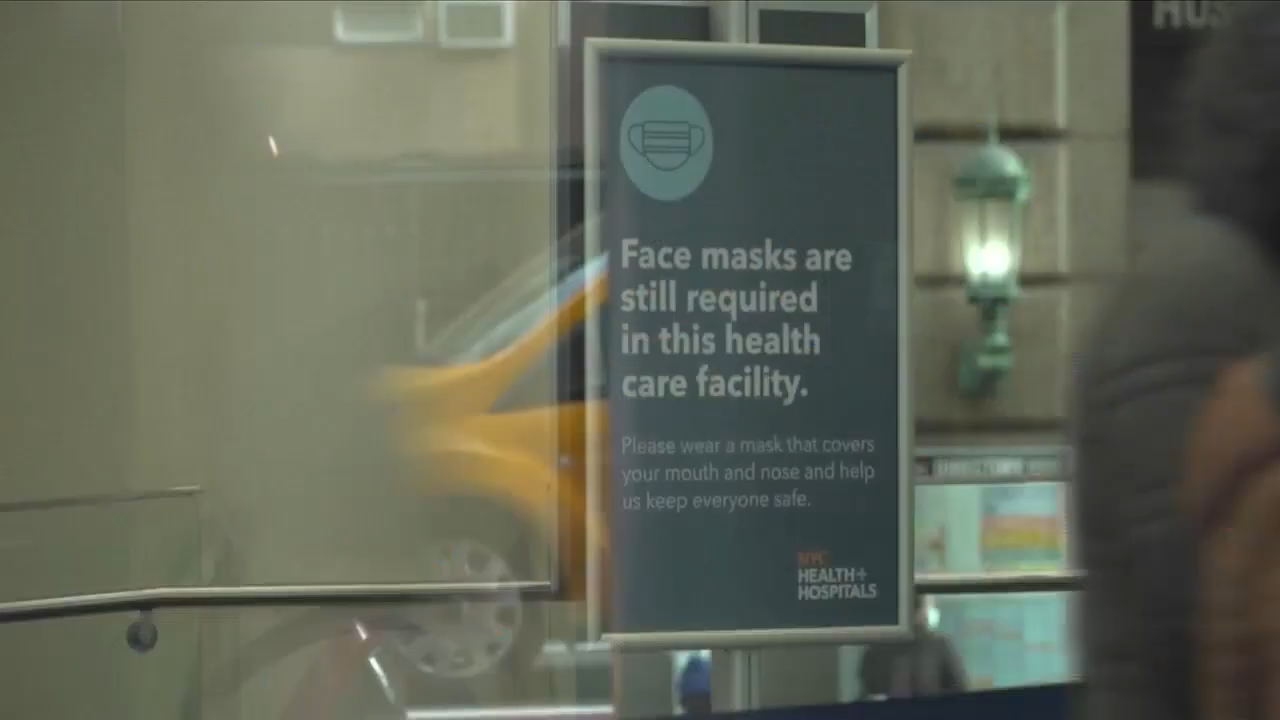 Face masks are
still required
in this health
care facility.
Please wear a mask that covers
your mouth and nose and help
us keep everyone safe.
NYC
HEALTH+
HOSPITALS